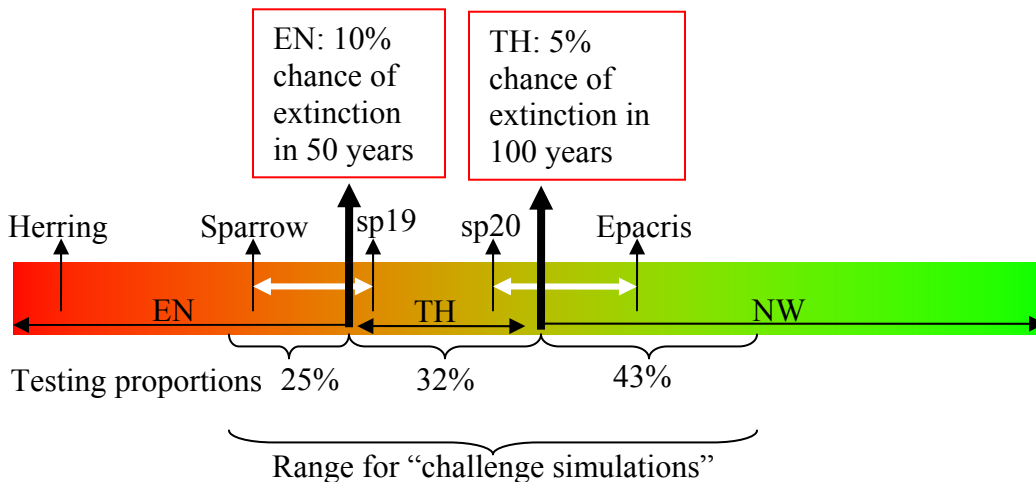 EN: 10%
chance of
extinction
in 50 years
TH: 5%
chance of
extinction in
100 years
Herring Sparrow sp19 sp20 Epacris
EN TH NW
Testing proportions 25% 32% 43%
Range for “challenge simulations”